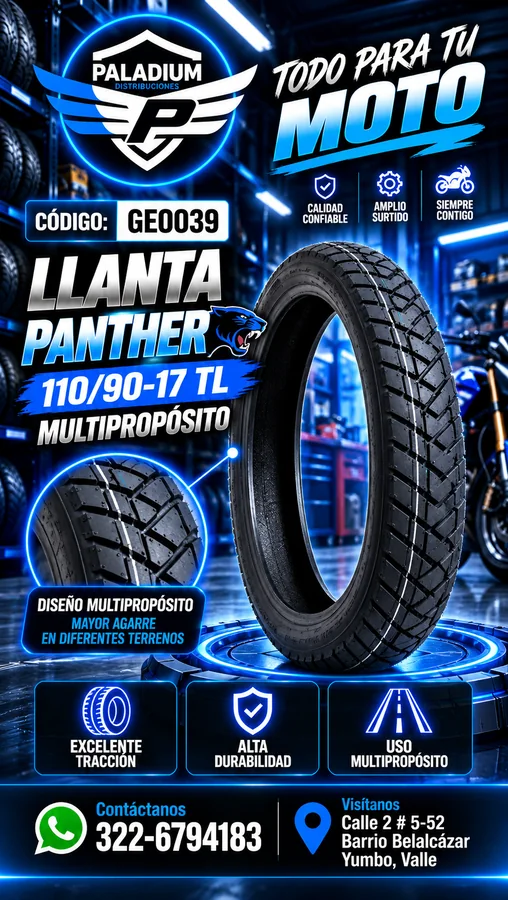 PALADIUM
DISTRIBUCIONES
P
TODO PARA TU
MOTO
CALIDAD
CONFIABLE
AMPLIO
SURTIDO
SIEMPRE
CONTIGO
CÓDIGO: GE0039
LLANTA
PANTHER
110/90-17 TL
MULTIPROPÓSITO
DISEÑO MULTIPROPÓSITO
MAYOR AGARRE
EN DIFERENTES TERRENOS
EXCELENTE
TRACCIÓN
ALTA
DURABILIDAD
USO
MULTIPROPÓSITO
Contáctanos
322-6794183
Visítanos
Calle 2 # 5-52
Barrio Belalcázar
Yumbo, Valle